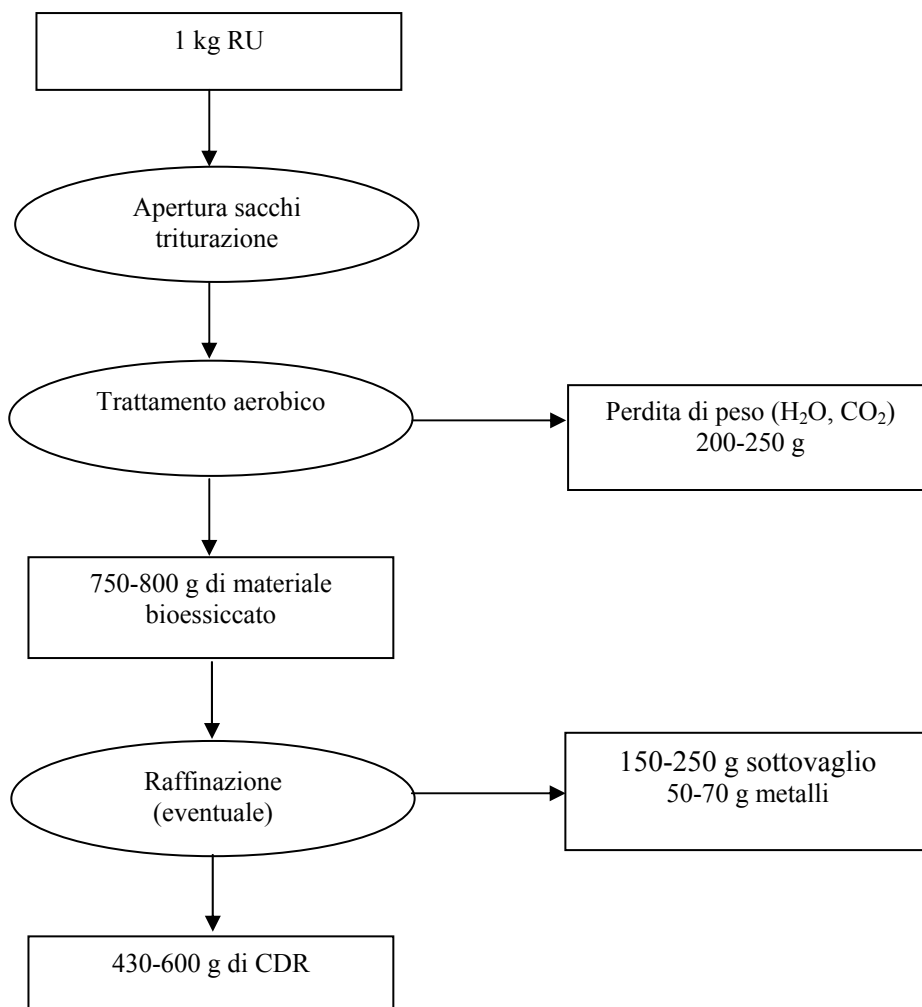 1 kg RU
Apertura sacchi
triturazione
Trattamento aerobico
Perdita di peso (H₂O, CO₂)
200-250 g
750-800 g di materiale
bioessiccato
Raffinazione
(eventuale)
150-250 g sottovaglio
50-70 g metalli
430-600 g di CDR